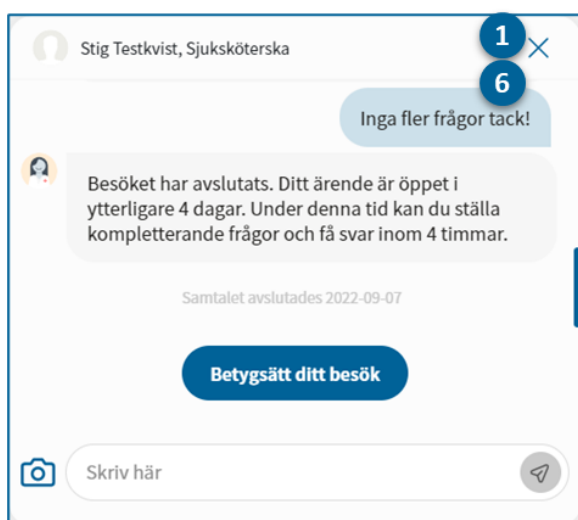 Stig Testkvist, Sjuksköterska
1
6
Inga fler frågor tack!
Besöket har avslutats. Ditt ärende är öppet i
ytterligare 4 dagar. Under denna tid kan du ställa
kompletterande frågor och få svar inom 4 timmar.
Samtalet avslutades 2022-09-07
Betygsätt ditt besök
Skriv här